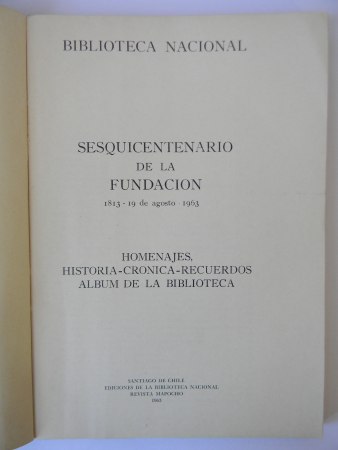 BIBLIOTECA NACIONAL
SESQUICENTENARIO
DE LA
FUNDACION
1813 - 19 de agosto 1963
HOMENAJES,
HISTORIA-CRONICA-RECUERDOS
ALBUM DE LA BIBLIOTECA
SANTIAGO DE CHILE
EDICIONES DE LA BIBLIOTECA NACIONAL
REVISTA MAPOCHO